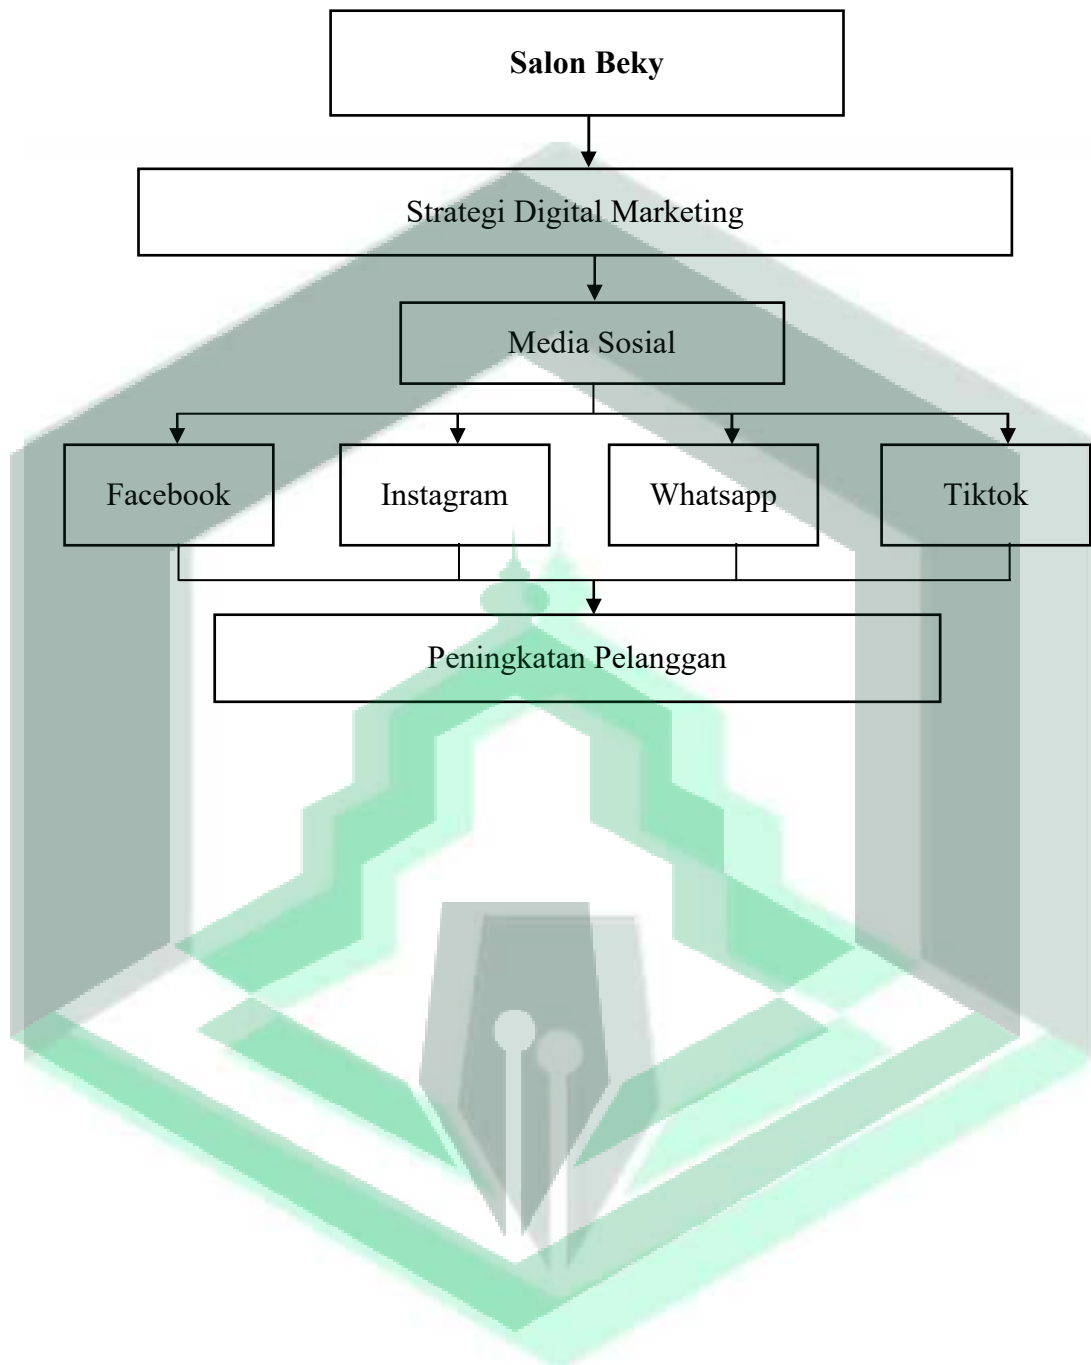 Salon Beky
Strategi Digital Marketing
Media Sosial
Facebook
Instagram
Whatsapp
Tiktok
Peningkatan Pelanggan